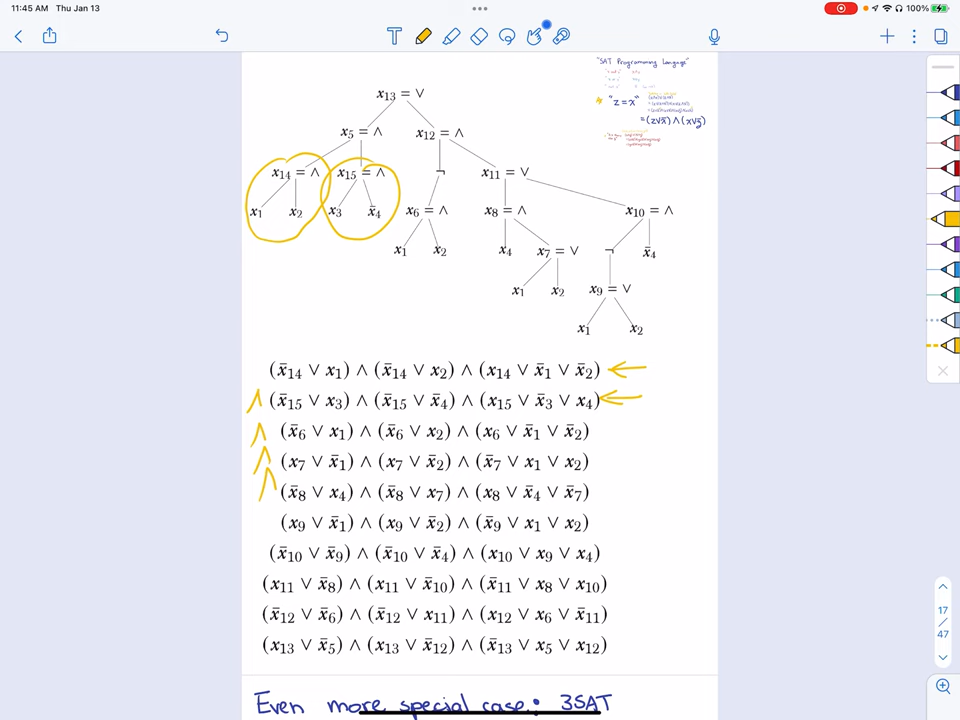 11:45 AM Thu Jan 13
100%
T
"SAT Programming Language"
"z = x̄"
= (z∨x̄) ∧ (x∨z̄)
x₁₃ = ∨
x₅ = ∧ x₁₂ = ∧
x₁₄ = ∧ x₁₅ = ∧ ¬ x₁₁ = ∨
x₁ x₂ x₃ x̄₄ x₆ = ∧ x₈ = ∧ x₁₀ = ∧
x₁ x₂ x₄ x₇ = ∨ ¬ x̄₄
x₁ x₂ x₉ = ∨
x₁ x₂
(x̄₁₄ ∨ x₁) ∧ (x̄₁₄ ∨ x₂) ∧ (x₁₄ ∨ x̄₁ ∨ x̄₂) ←
∧ (x̄₁₅ ∨ x₃) ∧ (x̄₁₅ ∨ x̄₄) ∧ (x₁₅ ∨ x̄₃ ∨ x₄) ←
∧ (x̄₆ ∨ x₁) ∧ (x̄₆ ∨ x₂) ∧ (x₆ ∨ x̄₁ ∨ x̄₂)
∧ (x₇ ∨ x̄₁) ∧ (x₇ ∨ x̄₂) ∧ (x̄₇ ∨ x₁ ∨ x₂)
∧ (x̄₈ ∨ x₄) ∧ (x̄₈ ∨ x₇) ∧ (x₈ ∨ x̄₄ ∨ x̄₇)
(x₉ ∨ x̄₁) ∧ (x₉ ∨ x̄₂) ∧ (x̄₉ ∨ x₁ ∨ x₂)
(x̄₁₀ ∨ x̄₉) ∧ (x̄₁₀ ∨ x̄₄) ∧ (x₁₀ ∨ x₉ ∨ x₄)
(x₁₁ ∨ x̄₈) ∧ (x₁₁ ∨ x̄₁₀) ∧ (x̄₁₁ ∨ x₈ ∨ x₁₀)
(x̄₁₂ ∨ x̄₆) ∧ (x̄₁₂ ∨ x₁₁) ∧ (x₁₂ ∨ x₆ ∨ x̄₁₁)
(x₁₃ ∨ x̄₅) ∧ (x₁₃ ∨ x̄₁₂) ∧ (x̄₁₃ ∨ x₅ ∨ x₁₂)
17
/
47
Even more special case: 3SAT